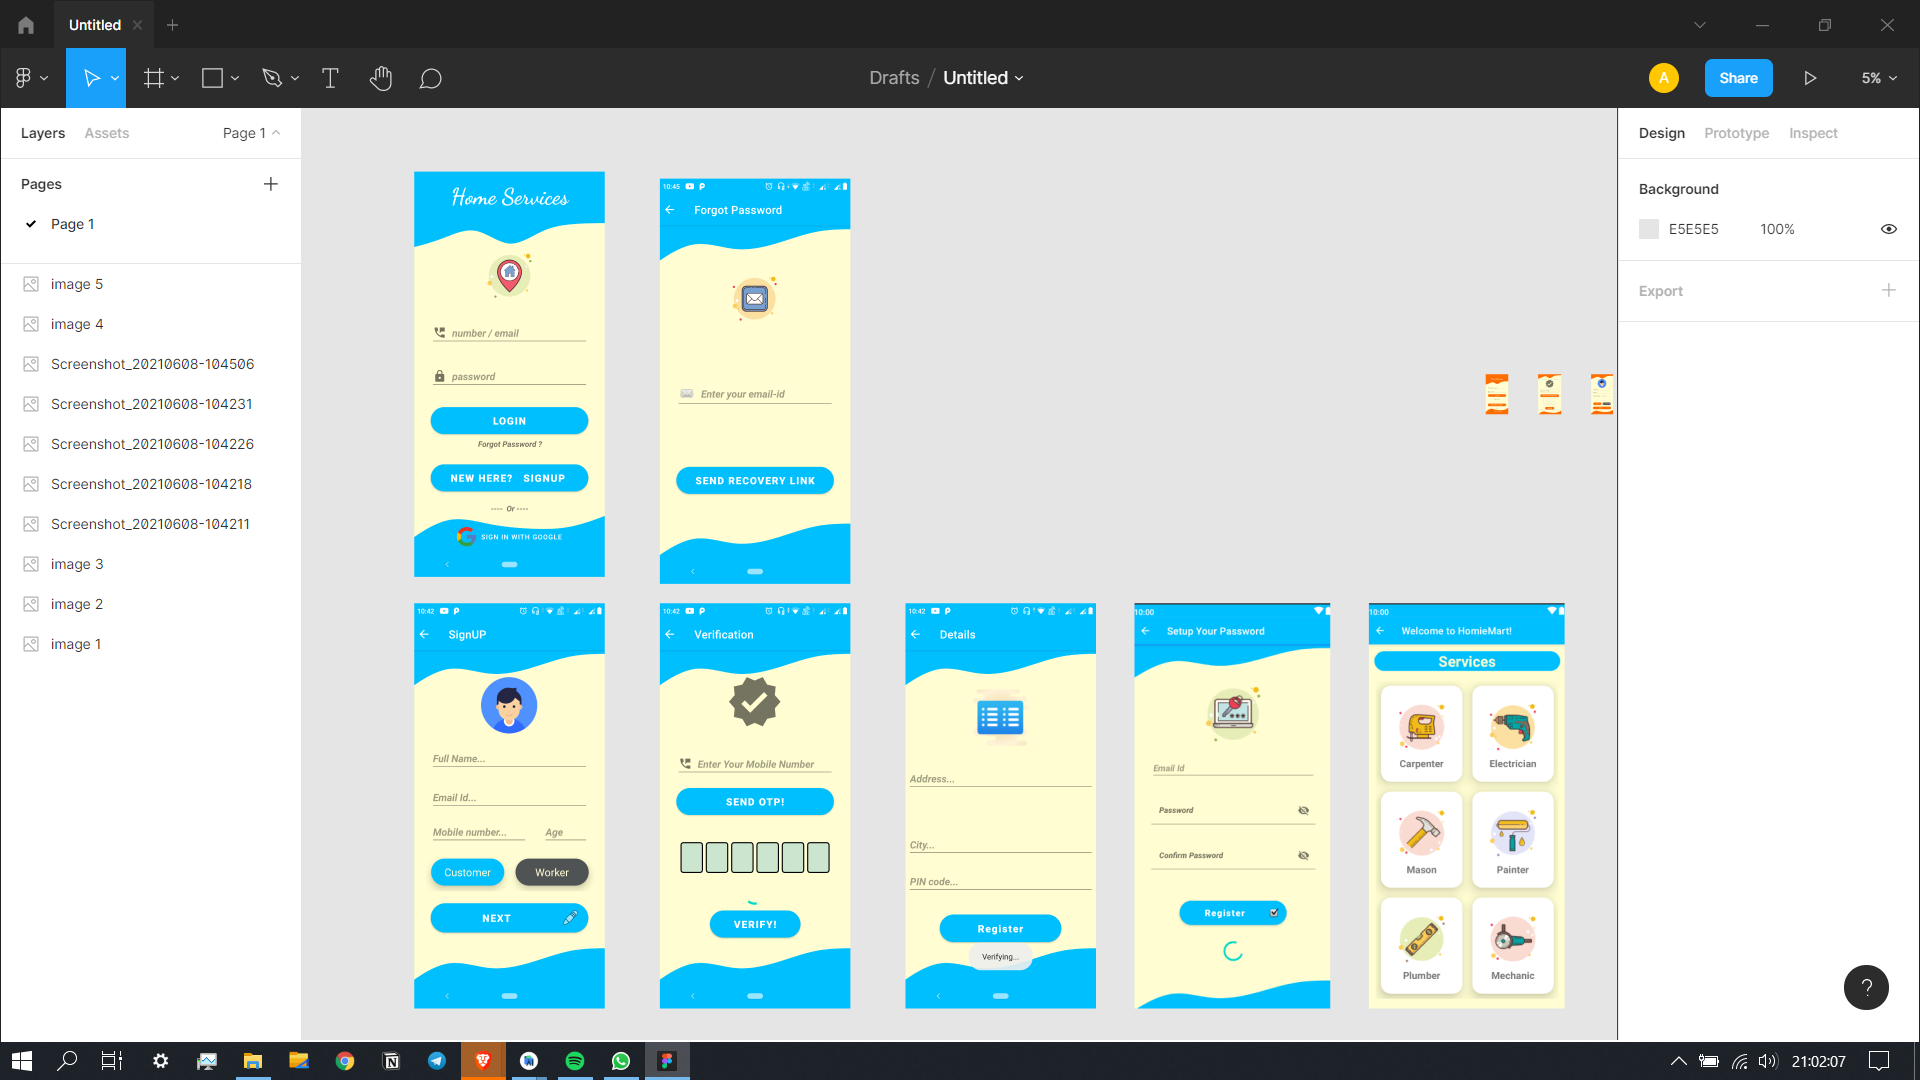 Untitled
Drafts / Untitled
A
Share
5%
Layers
Assets
Page 1
Pages
Page 1
image 5
image 4
Screenshot_20210608-104506
Screenshot_20210608-104231
Screenshot_20210608-104226
Screenshot_20210608-104218
Screenshot_20210608-104211
image 3
image 2
image 1
Home Services
number / email
password
LOGIN
Forgot Password ?
NEW HERE? SIGNUP
---- Or ----
SIGN IN WITH GOOGLE
10:45
Forgot Password
Enter your email-id
SEND RECOVERY LINK
10:42
SignUP
Full Name...
Email Id...
Mobile number... Age
Customer
Worker
NEXT
10:42
Verification
Enter Your Mobile Number
SEND OTP!
VERIFY!
10:42
Details
Address...
City...
PIN code...
Register
Verifying...
10:00
Setup Your Password
Email Id
Password
Confirm Password
Register
10:00
Welcome to HomieMart!
Services
Carpenter
Electrician
Mason
Painter
Plumber
Mechanic
Design
Prototype
Inspect
Background
E5E5E5 100%
Export
?
21:02:07